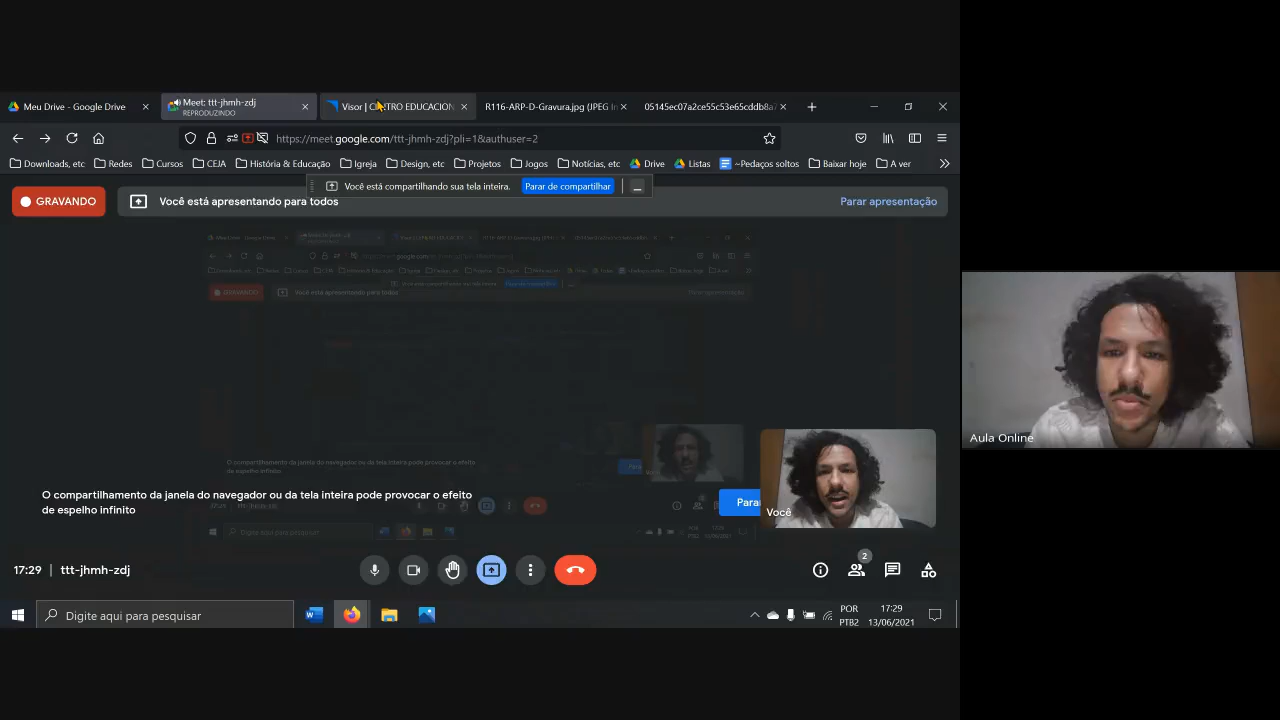 Meu Drive - Google Drive
Meet: ttt-jhmh-zdj
REPRODUZINDO
Visor | CENTRO EDUCACION
R116-ARP-D-Gravura.jpg (JPEG In
05145ec07a2ce55c53e65cddb8a7
https://meet.google.com/ttt-jhmh-zdj?pli=1&authuser=2
Downloads, etc
Redes
Cursos
CEJA
História & Educação
Igreja
Design, etc
Projetos
Jogos
Notícias, etc
Drive
Listas
~Pedaços soltos
Baixar hoje
A ver
Você está compartilhando sua tela inteira.
Parar de compartilhar
GRAVANDO
Você está apresentando para todos
Parar apresentação
O compartilhamento da janela do navegador ou da tela inteira pode provocar o efeito
de espelho infinito
Parar
Você
Aula Online
17:29 | ttt-jhmh-zdj
2
Digite aqui para pesquisar
POR
PTB2
17:29
13/06/2021